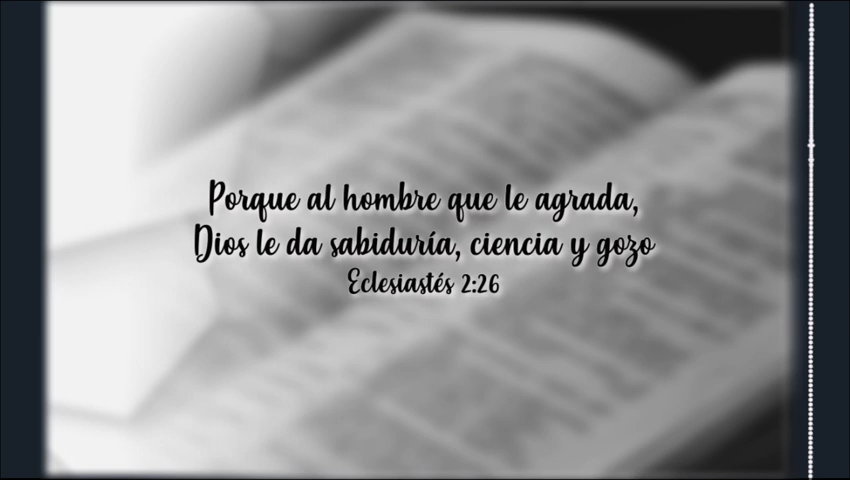 Porque al hombre que le agrada,
Dios le da sabiduría, ciencia y gozo
Eclesiastés 2:26